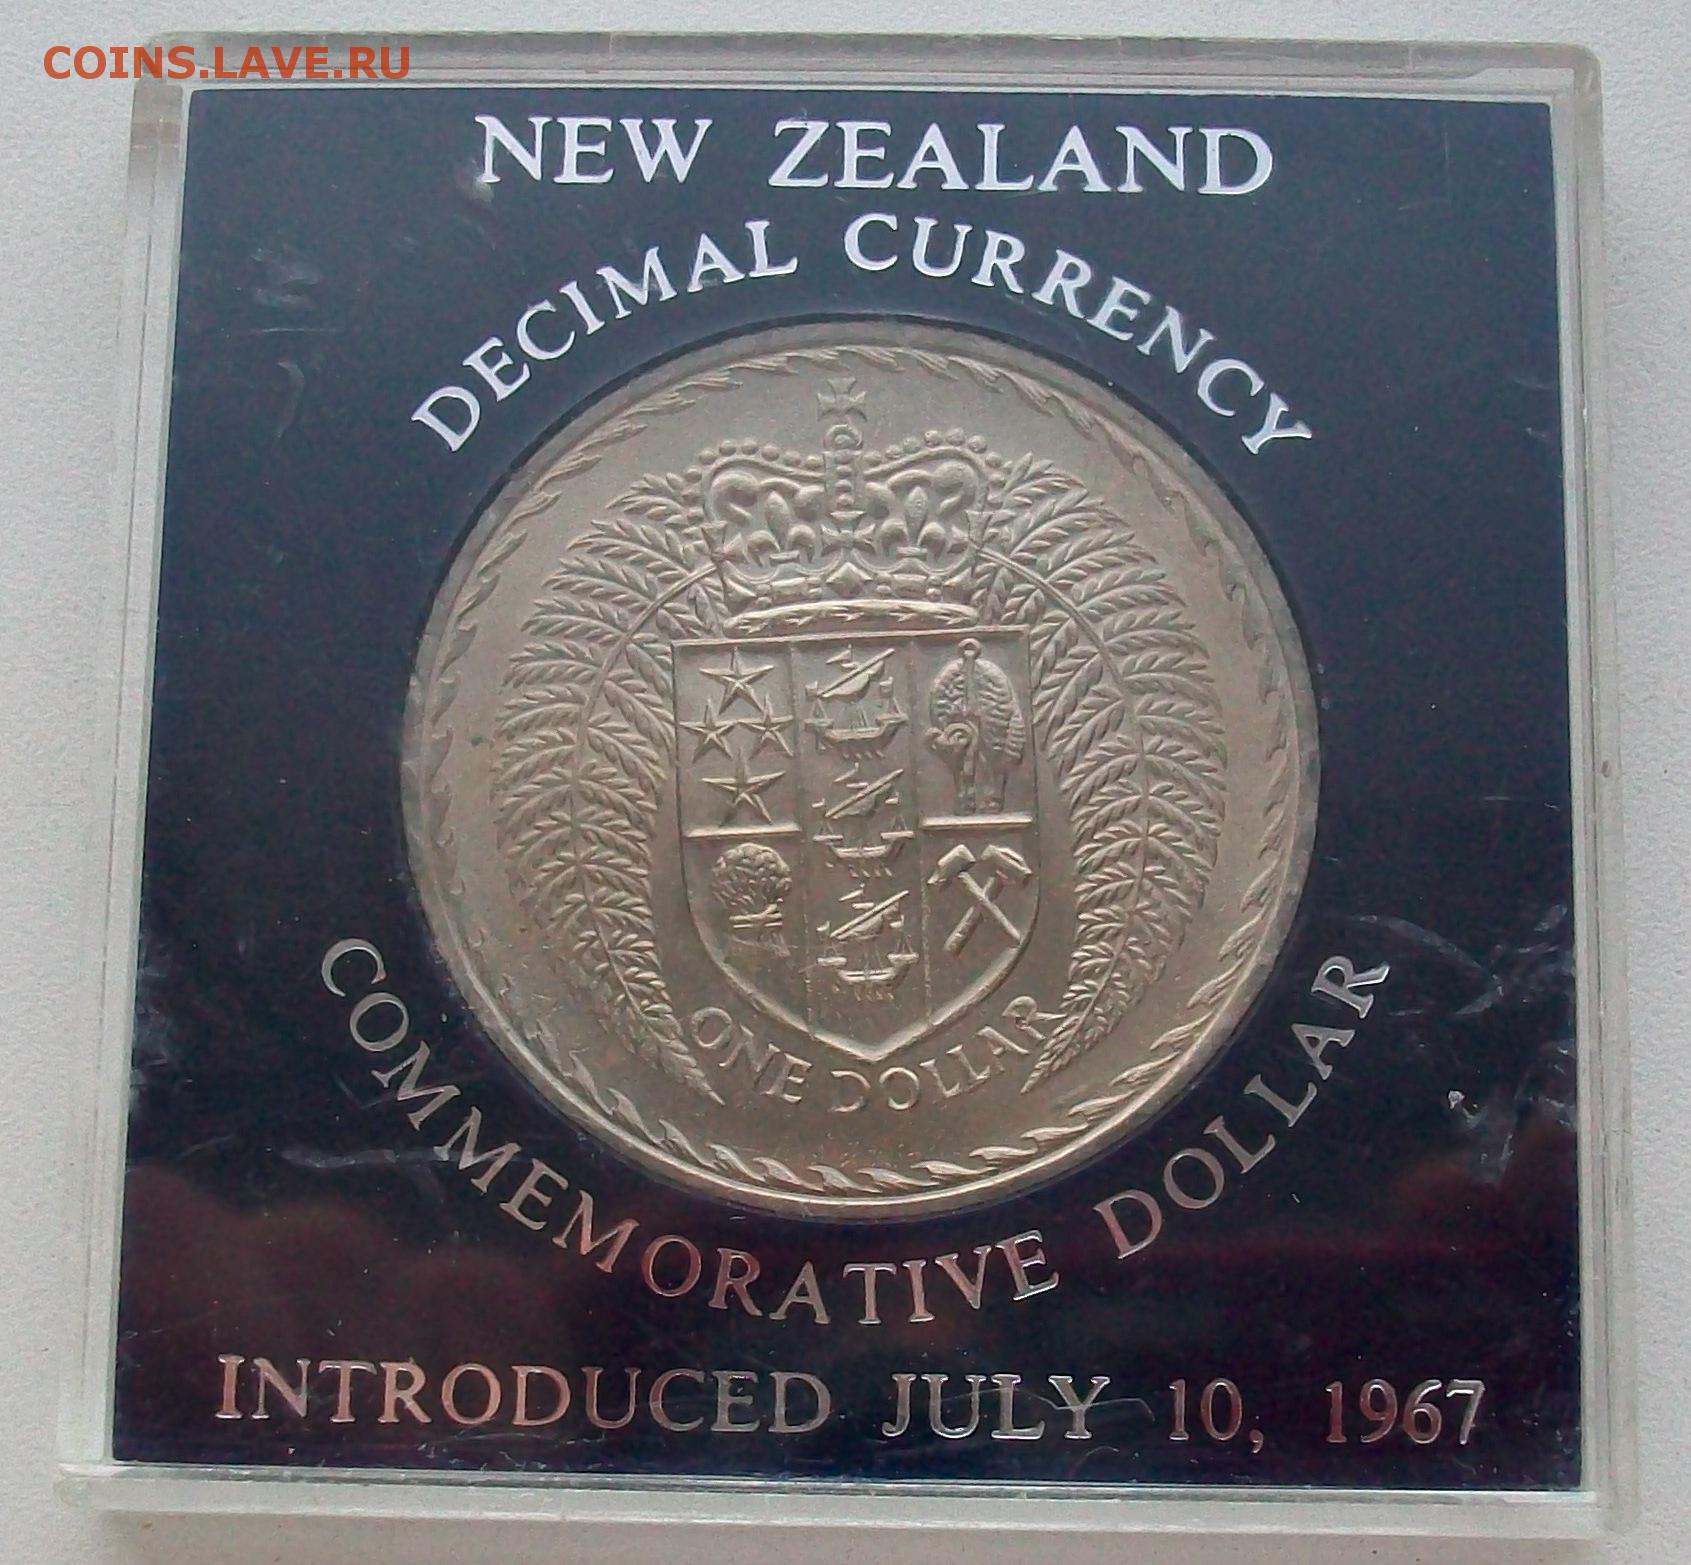 COINS.LAVE.RU
NEW ZEALAND
DECIMAL CURRENCY
ONE DOLLAR
COMMEMORATIVE DOLLAR
INTRODUCED JULY 10, 1967